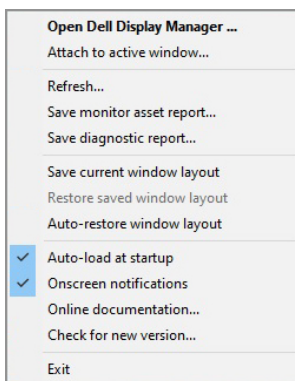 Open Dell Display Manager ...
Attach to active window...
Refresh...
Save monitor asset report...
Save diagnostic report...
Save current window layout
Restore saved window layout
Auto-restore window layout
Auto-load at startup
Onscreen notifications
Online documentation...
Check for new version...
Exit